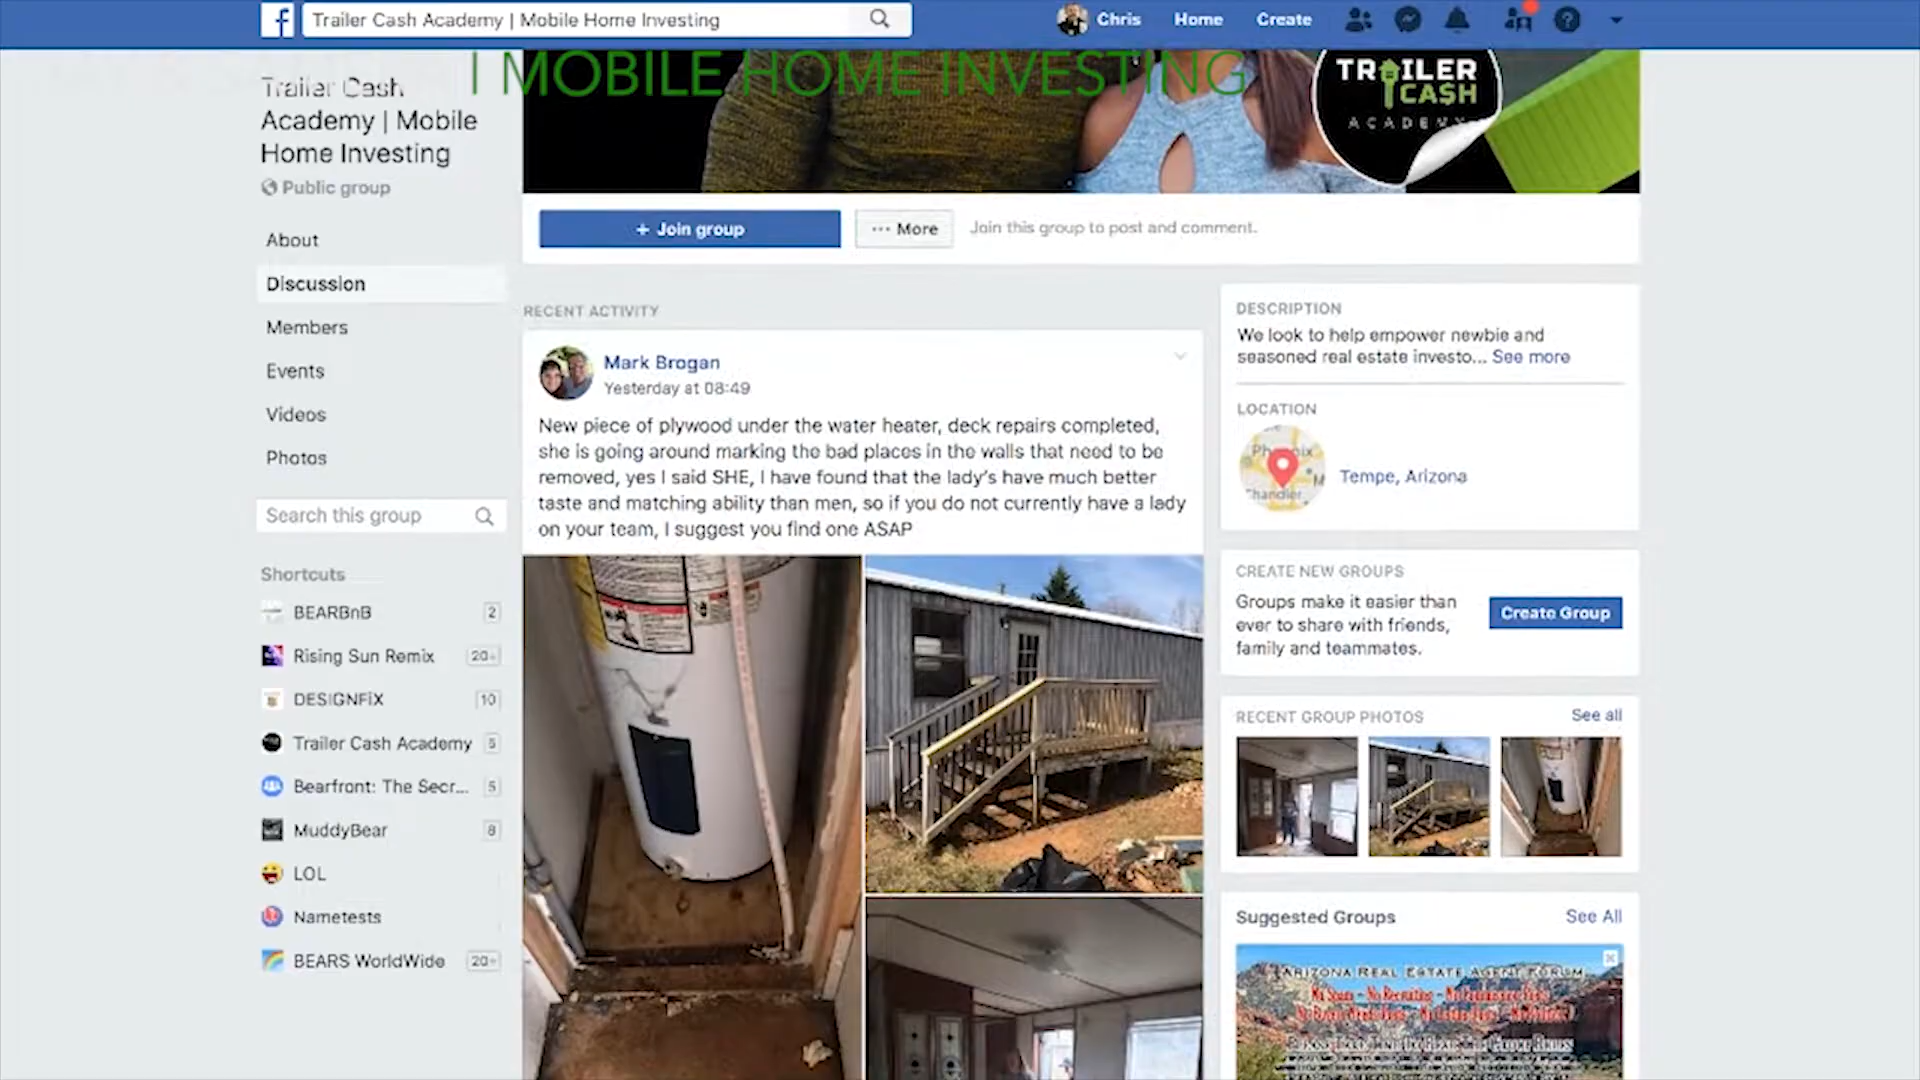 Trailer Cash Academy | Mobile Home Investing
Chris
Home
Create
| MOBILE HOME INVESTING
Trailer Cash
Academy | Mobile
Home Investing
Public group
About
Discussion
Members
Events
Videos
Photos
Search this group
Shortcuts
BEARBnB 2
Rising Sun Remix 20+
DESIGNFiX 10
Trailer Cash Academy 5
Bearfront: The Secr... 5
MuddyBear 8
LOL
Nametests
BEARS WorldWide 20+
TRAILER
CA$H
ACADEMY
+ Join group
··· More
Join this group to post and comment.
RECENT ACTIVITY
Mark Brogan
Yesterday at 08:49
New piece of plywood under the water heater, deck repairs completed,
she is going around marking the bad places in the walls that need to be
removed, yes I said SHE, I have found that the lady's have much better
taste and matching ability than men, so if you do not currently have a lady
on your team, I suggest you find one ASAP
DESCRIPTION
We look to help empower newbie and
seasoned real estate investo... See more
LOCATION
Tempe, Arizona
CREATE NEW GROUPS
Groups make it easier than
ever to share with friends,
family and teammates.
Create Group
RECENT GROUP PHOTOS
See all
Suggested Groups
See All
ARIZONA REAL ESTATE AGENT FORUM
No Spam - No Recruiting -